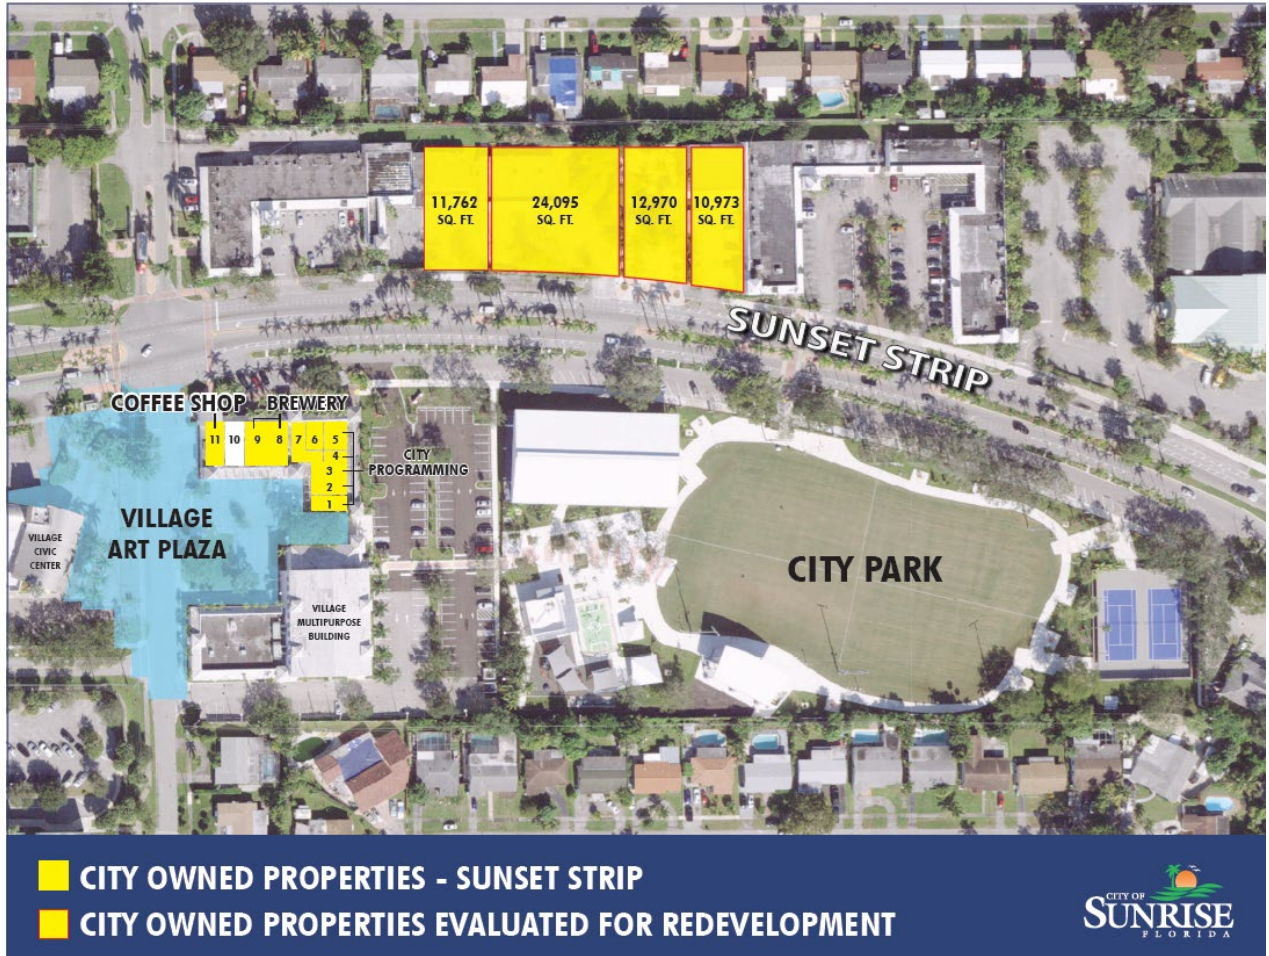 11,762
SQ. FT.
24,095
SQ. FT.
12,970
SQ. FT.
10,973
SQ. FT.
SUNSET STRIP
COFFEE SHOP
BREWERY
11
10
9
8
7
6
5
4
3
2
1
CITY
PROGRAMMING
VILLAGE
ART PLAZA
VILLAGE
CIVIC
CENTER
VILLAGE
MULTIPURPOSE
BUILDING
CITY PARK
CITY OWNED PROPERTIES - SUNSET STRIP
CITY OWNED PROPERTIES EVALUATED FOR REDEVELOPMENT
CITY OF
SUNRISE
FLORIDA